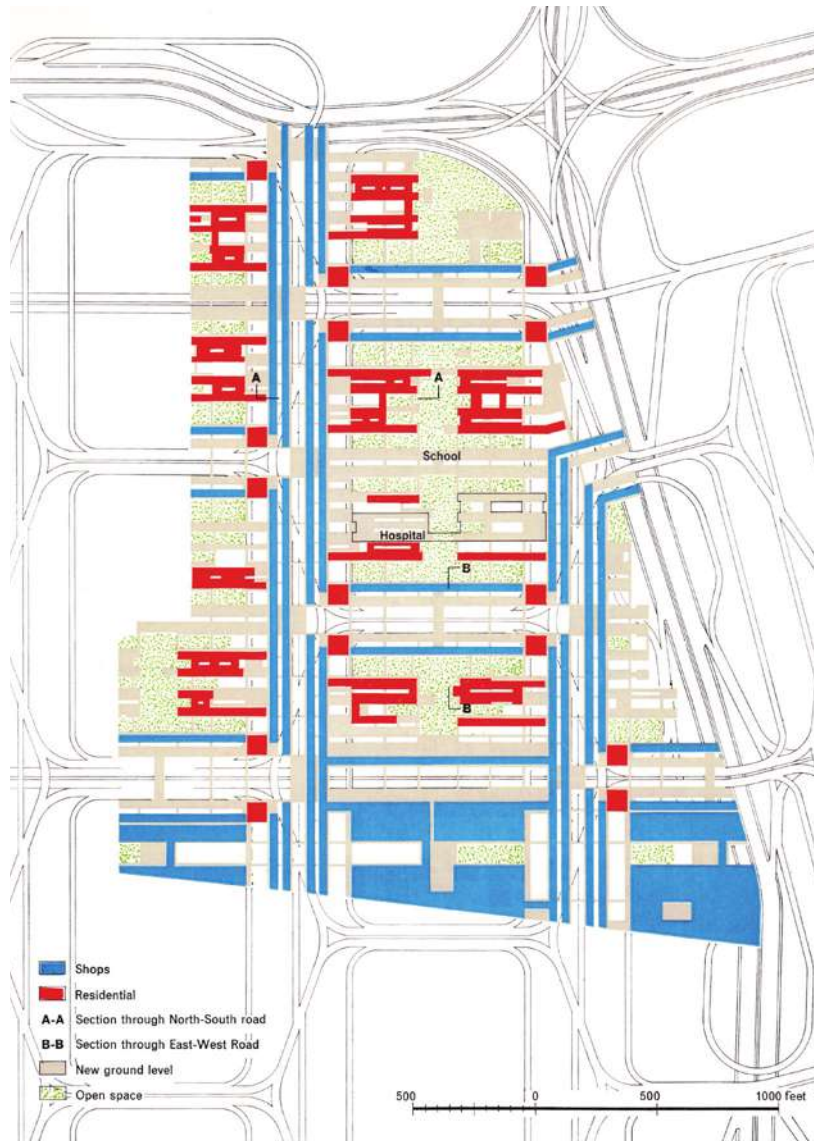 A
A
School
Hospital
B
B
Shops
Residential
A-A Section through North-South road
B-B Section through East-West Road
New ground level
Open space
500 0 500 1000 feet